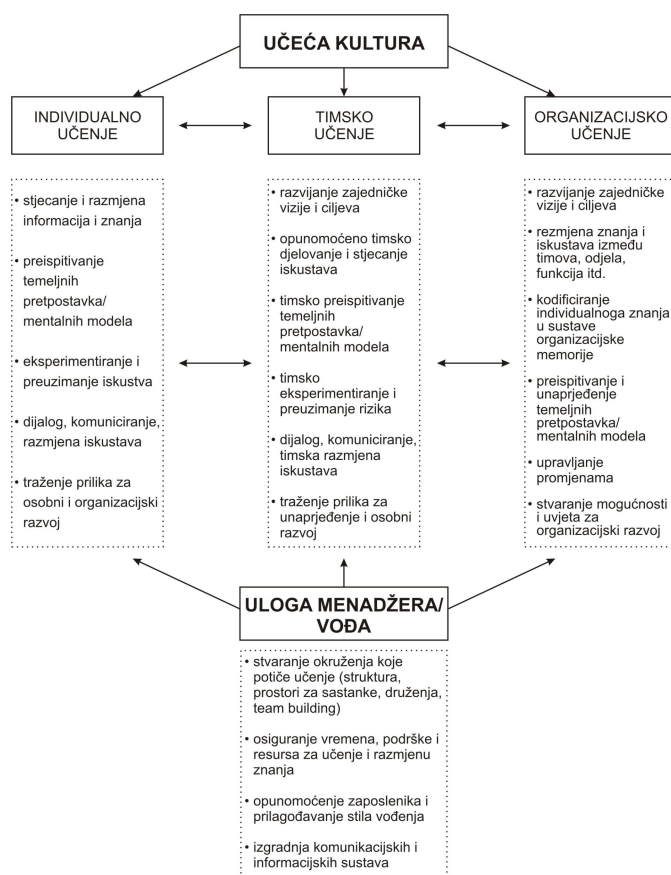 UČEĆA KULTURA
INDIVIDUALNO
UČENJE
TIMSKO
UČENJE
ORGANIZACIJSKO
UČENJE
• stjecanje i razmjena
informacija i znanja
• preispitivanje
temeljnih
pretpostavka/
mentalnih modela
• eksperimentiranje i
preuzimanje iskustva
• dijalog, komuniciranje,
razmjena iskustava
• traženje prilika za
osobni i organizacijski
razvoj
• razvijanje zajedničke
vizije i ciljeva
• opunomoćeno timsko
djelovanje i stjecanje
iskustava
• timsko preispitivanje
temeljnih
pretpostavka/
mentalnih modela
• timsko
eksperimentiranje i
preuzimanje rizika
• dijalog, komuniciranje,
timska razmjena
iskustava
• traženje prilika za
unaprjeđenje i osobni
razvoj
• razvijanje zajedničke
vizije i ciljeva
• rezmjena znanja i
iskustava između
timova, odjela,
funkcija itd.
• kodificiranje
individualnoga znanja
u sustave
organizacijske
memorije
• preispitivanje i
unaprjeđenje
temeljnih
pretpostavka/
mentalnih modela
• upravljanje
promjenama
• stvaranje mogućnosti
i uvjeta za
organizacijski razvoj
ULOGA MENADŽERA/
VOĐA
• stvaranje okruženja koje
potiče učenje (struktura,
prostori za sastanke, druženja,
team building)
• osiguranje vremena, podrške i
resursa za učenje i razmjenu
znanja
• opunomoćenje zaposlenika i
prilagođavanje stila vođenja
• izgradnja komunikacijskih i
informacijskih sustava